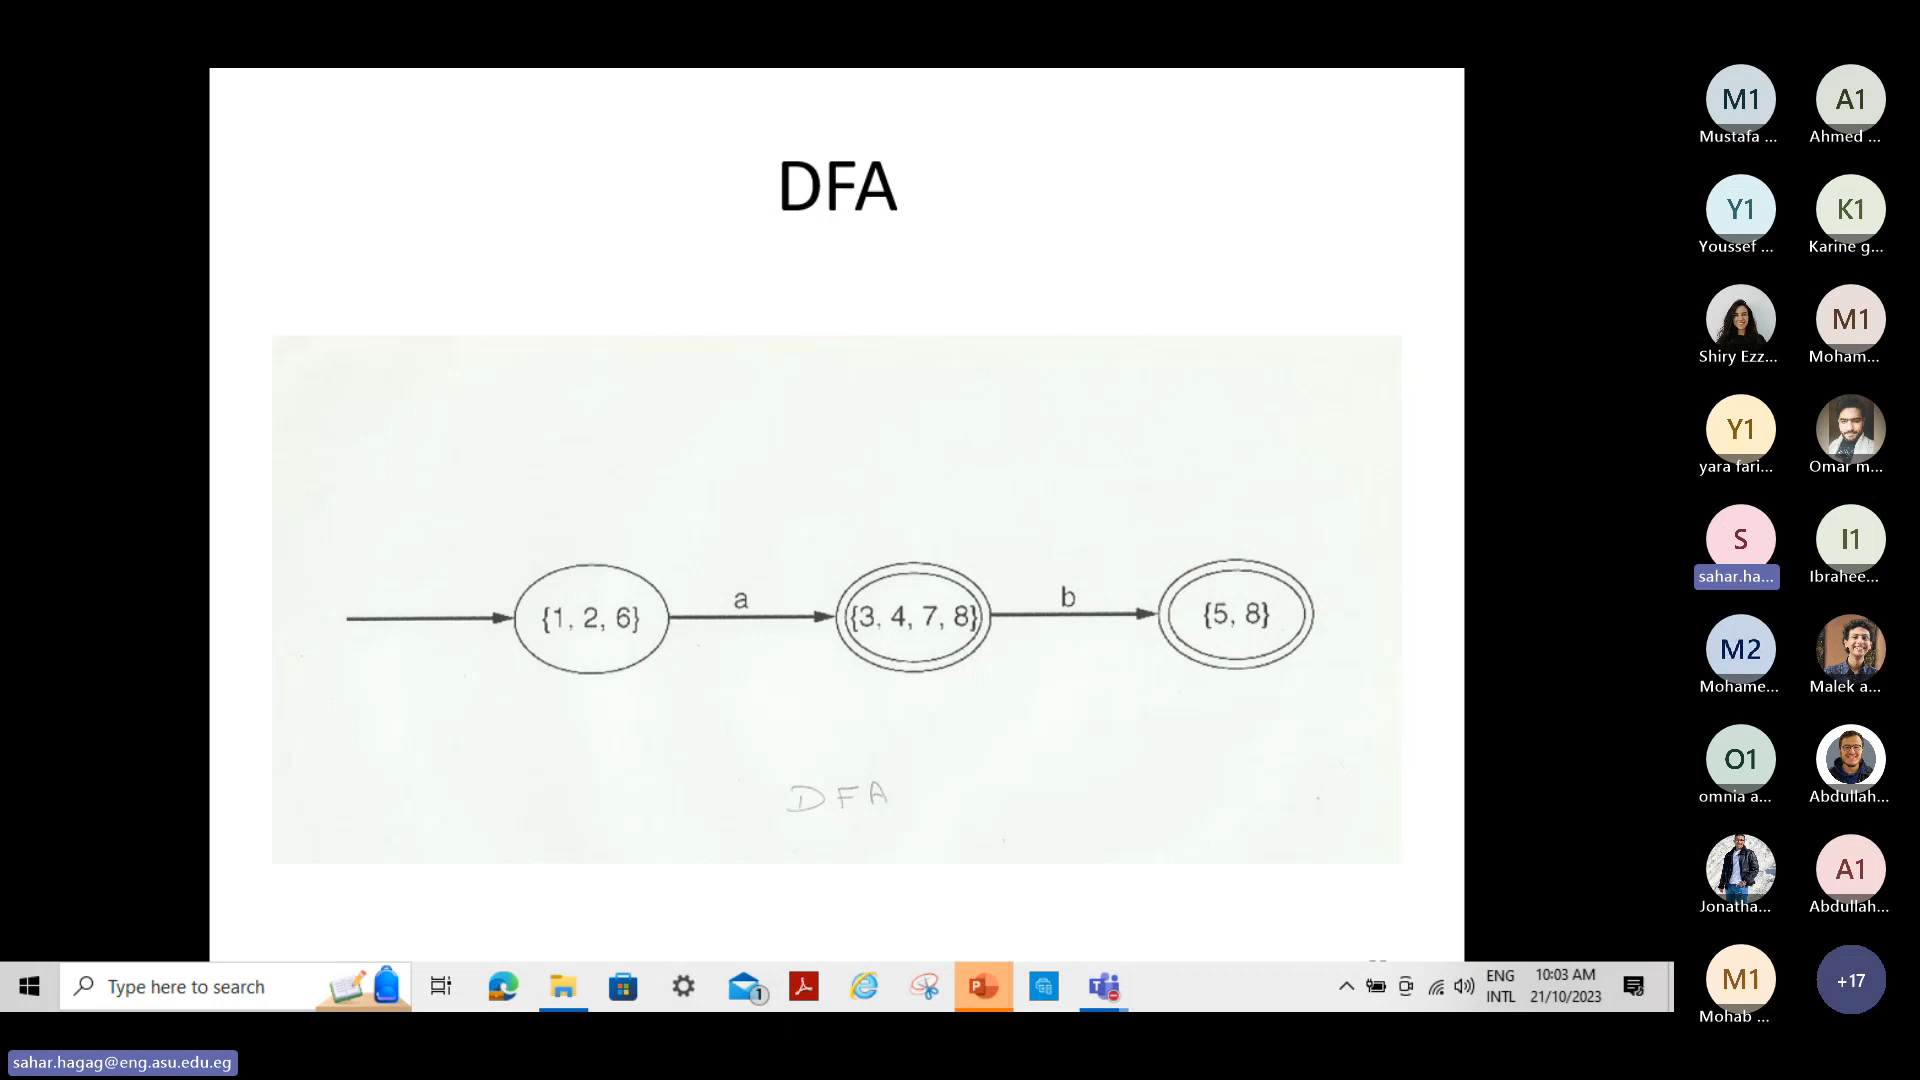 DFA
a
b
{1, 2, 6}
{3, 4, 7, 8}
{5, 8}
DFA
M1
A1
Mustafa ...
Ahmed ...
Y1
K1
Youssef ...
Karine g...
M1
Shiry Ezz...
Moham...
Y1
yara fari...
Omar m...
S
I1
sahar.ha...
Ibrahee...
M2
Mohame...
Malek a...
O1
omnia a...
Abdullah...
A1
Jonatha...
Abdullah...
M1
+17
Mohab ...
Type here to search
1
P
T
ENG
INTL
10:03 AM
21/10/2023
sahar.hagag@eng.asu.edu.eg